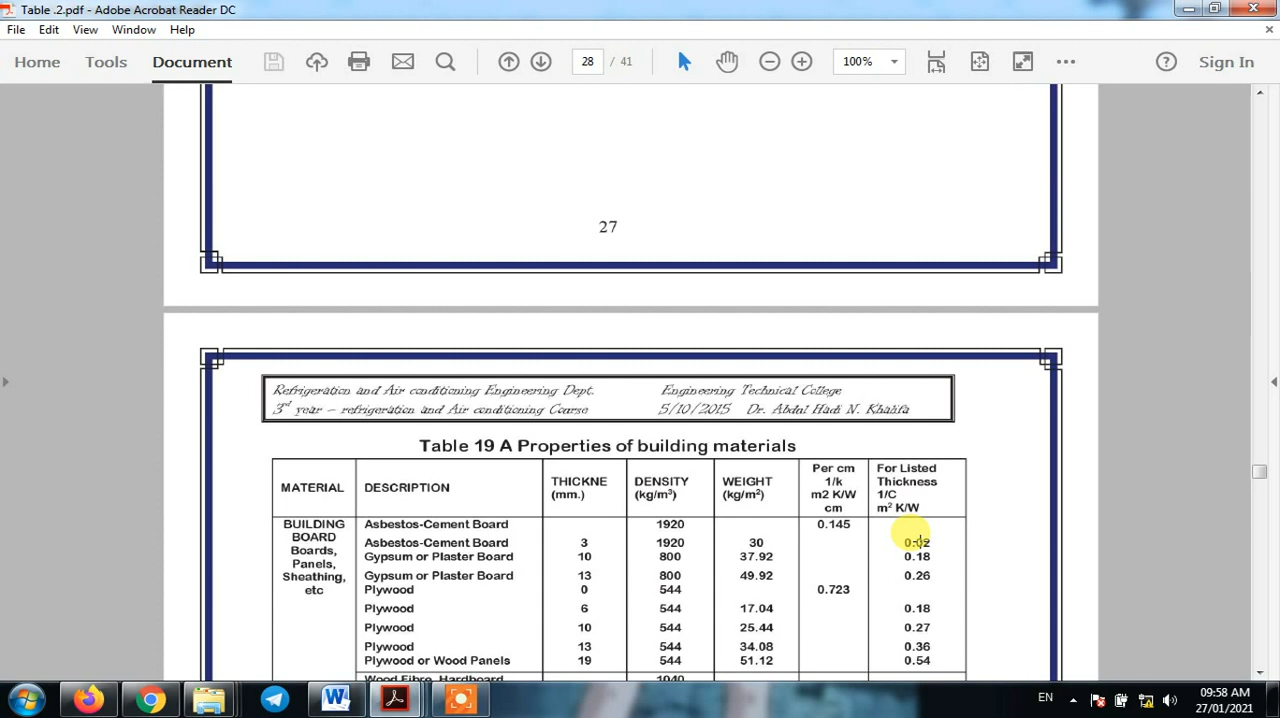 Table .2.pdf - Adobe Acrobat Reader DC
File Edit View Window Help
Home Tools Document 28 / 41 100% Sign In
27
Refrigeration and Air conditioning Engineering Dept. Engineering Technical College
3rd year – refrigeration and Air conditioning Course 5/10/2015 Dr. Abdul Hadi N. Khalifa
Table 19 A Properties of building materials
MATERIAL DESCRIPTION THICKNE (mm.) DENSITY (kg/m³) WEIGHT (kg/m²) Per cm 1/k m2 K/W cm For Listed Thickness 1/C m² K/W
BUILDING Asbestos-Cement Board 1920 0.145
BOARD Asbestos-Cement Board 3 1920 30 0.02
Boards, Gypsum or Plaster Board 10 800 37.92 0.18
Panels,
Sheathing, Gypsum or Plaster Board 13 800 49.92 0.26
etc Plywood 0 544 0.723
Plywood 6 544 17.04 0.18
Plywood 10 544 25.44 0.27
Plywood 13 544 34.08 0.36
Plywood or Wood Panels 19 544 51.12 0.54
Wood Fibre, Hardboard 1040
EN 09:58 AM
27/01/2021